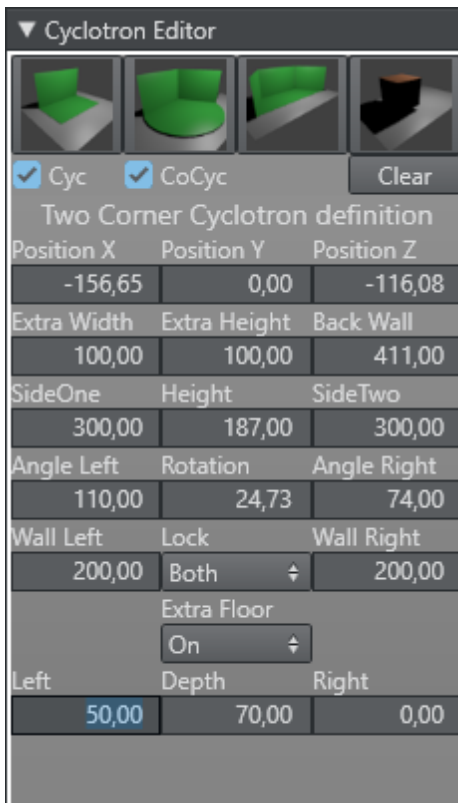 Cyclotron Editor
Cyc CoCyc Clear
Two Corner Cyclotron definition
Position X Position Y Position Z
-156,65 0,00 -116,08
Extra Width Extra Height Back Wall
100,00 100,00 411,00
SideOne Height SideTwo
300,00 187,00 300,00
Angle Left Rotation Angle Right
110,00 24,73 74,00
Wall Left Lock Wall Right
200,00 Both 200,00
Extra Floor
On
Left Depth Right
50,00 70,00 0,00